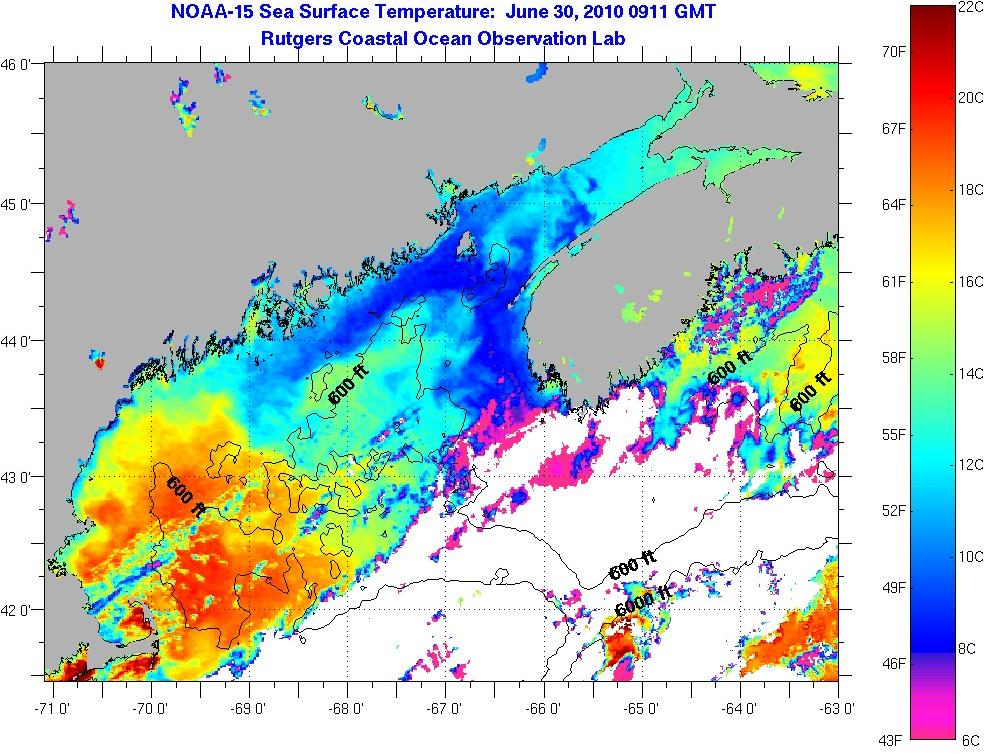 NOAA-15 Sea Surface Temperature: June 30, 2010 0911 GMT
Rutgers Coastal Ocean Observation Lab
22C
46 0'
70F
20C
67F
18C
45 0'
64F
61F
16C
44 0'
58F
600 ft
600 ft
600 ft
14C
55F
12C
43 0'
600 ft
52F
10C
600 ft
49F
6000 ft
42 0'
8C
46F
-71 0' -70 0' -69 0' -68 0' -67 0' -66 0' -65 0' -64 0' -63 0'
43F 6C